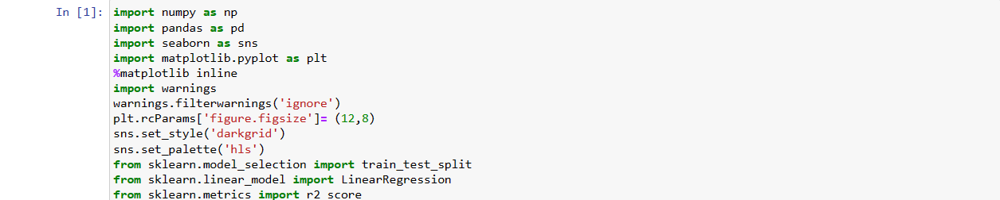 In [1]: import numpy as np
import pandas as pd
import seaborn as sns
import matplotlib.pyplot as plt
%matplotlib inline
import warnings
warnings.filterwarnings('ignore')
plt.rcParams['figure.figsize']= (12,8)
sns.set_style('darkgrid')
sns.set_palette('hls')
from sklearn.model_selection import train_test_split
from sklearn.linear_model import LinearRegression
from sklearn.metrics import r2_score